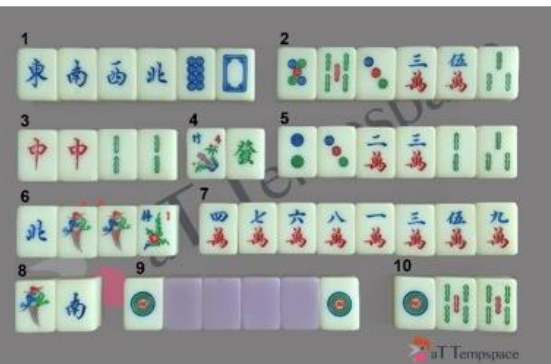 1
東 南 西 北
2
三 伍
萬 萬
3
中 中
4
竹 4 發
5
二 三
萬 萬
6
北 1
7
四 七 六 八 一 三 伍 九
萬 萬 萬 萬 萬 萬 萬 萬
8
南
9
10
aT Tempspace
aT Tempspace